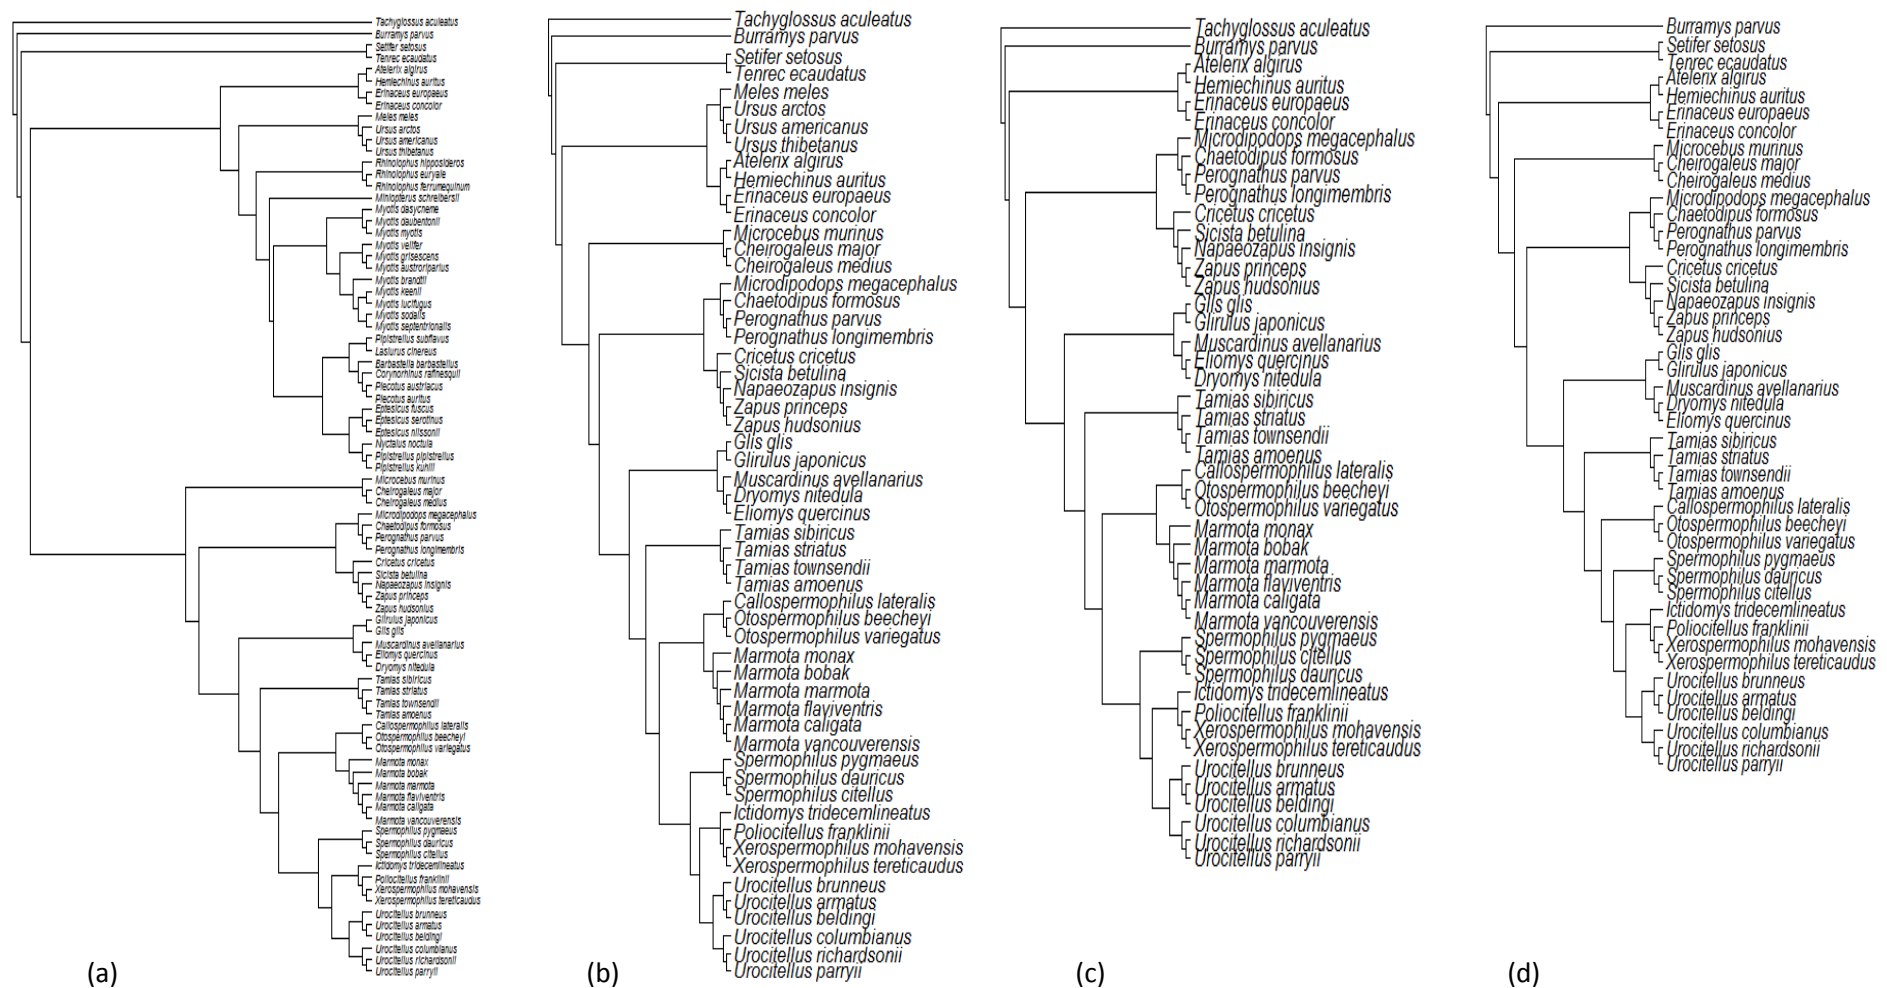 Tachyglossus aculeatus
Burramys parvus
Setifer setosus
Tenrec ecaudatus
Atelerix algirus
Hemiechinus auritus
Erinaceus europaeus
Erinaceus concolor
Meles meles
Ursus arctos
Ursus americanus
Ursus thibetanus
Rhinolophus hipposideros
Rhinolophus euryale
Rhinolophus ferrumequinum
Miniopterus schreibersii
Myotis dasycneme
Myotis daubentonii
Myotis myotis
Myotis velifer
Myotis grisescens
Myotis austroriparius
Myotis brandtii
Myotis keenii
Myotis lucifugus
Myotis sodalis
Myotis septentrionalis
Pipistrellus subflavus
Lasiurus cinereus
Barbastella barbastellus
Corynorhinus rafinesquii
Plecotus austriacus
Plecotus auritus
Eptesicus fuscus
Eptesicus serotinus
Eptesicus nilssonii
Nyctalus noctula
Pipistrellus pipistrellus
Pipistrellus kuhlii
Microcebus murinus
Cheirogaleus major
Cheirogaleus medius
Microdipodops megacephalus
Chaetodipus formosus
Perognathus parvus
Perognathus longimembris
Cricetus cricetus
Sicista betulina
Napaeozapus insignis
Zapus princeps
Zapus hudsonius
Glirulus japonicus
Glis glis
Muscardinus avellanarius
Eliomys quercinus
Dryomys nitedula
Tamias sibiricus
Tamias striatus
Tamias townsendii
Tamias amoenus
Callospermophilus lateralis
Otospermophilus beecheyi
Otospermophilus variegatus
Marmota monax
Marmota bobak
Marmota marmota
Marmota flaviventris
Marmota caligata
Marmota vancouverensis
Spermophilus pygmaeus
Spermophilus dauricus
Spermophilus citellus
Ictidomys tridecemlineatus
Poliocitellus franklinii
Xerospermophilus mohavensis
Xerospermophilus tereticaudus
Urocitellus brunneus
Urocitellus armatus
Urocitellus beldingi
Urocitellus columbianus
Urocitellus richardsonii
Urocitellus parryii
(a)
Tachyglossus aculeatus
Burramys parvus
Setifer setosus
Tenrec ecaudatus
Meles meles
Ursus arctos
Ursus americanus
Ursus thibetanus
Atelerix algirus
Hemiechinus auritus
Erinaceus europaeus
Erinaceus concolor
Microcebus murinus
Cheirogaleus major
Cheirogaleus medius
Microdipodops megacephalus
Chaetodipus formosus
Perognathus parvus
Perognathus longimembris
Cricetus cricetus
Sicista betulina
Napaeozapus insignis
Zapus princeps
Zapus hudsonius
Glis glis
Glirulus japonicus
Muscardinus avellanarius
Dryomys nitedula
Eliomys quercinus
Tamias sibiricus
Tamias striatus
Tamias townsendii
Tamias amoenus
Callospermophilus lateralis
Otospermophilus beecheyi
Otospermophilus variegatus
Marmota monax
Marmota bobak
Marmota marmota
Marmota flaviventris
Marmota caligata
Marmota vancouverensis
Spermophilus pygmaeus
Spermophilus dauricus
Spermophilus citellus
Ictidomys tridecemlineatus
Poliocitellus franklinii
Xerospermophilus mohavensis
Xerospermophilus tereticaudus
Urocitellus brunneus
Urocitellus armatus
Urocitellus beldingi
Urocitellus columbianus
Urocitellus richardsonii
Urocitellus parryii
(b)
Tachyglossus aculeatus
Burramys parvus
Atelerix algirus
Hemiechinus auritus
Erinaceus europaeus
Erinaceus concolor
Microdipodops megacephalus
Chaetodipus formosus
Perognathus parvus
Perognathus longimembris
Cricetus cricetus
Sicista betulina
Napaeozapus insignis
Zapus princeps
Zapus hudsonius
Glis glis
Glirulus japonicus
Muscardinus avellanarius
Eliomys quercinus
Dryomys nitedula
Tamias sibiricus
Tamias striatus
Tamias townsendii
Tamias amoenus
Callospermophilus lateralis
Otospermophilus beecheyi
Otospermophilus variegatus
Marmota monax
Marmota bobak
Marmota marmota
Marmota flaviventris
Marmota caligata
Marmota vancouverensis
Spermophilus pygmaeus
Spermophilus citellus
Spermophilus dauricus
Ictidomys tridecemlineatus
Poliocitellus franklinii
Xerospermophilus mohavensis
Xerospermophilus tereticaudus
Urocitellus brunneus
Urocitellus armatus
Urocitellus beldingi
Urocitellus columbianus
Urocitellus richardsonii
Urocitellus parryii
(c)
Burramys parvus
Setifer setosus
Tenrec ecaudatus
Atelerix algirus
Hemiechinus auritus
Erinaceus europaeus
Erinaceus concolor
Microcebus murinus
Cheirogaleus major
Cheirogaleus medius
Microdipodops megacephalus
Chaetodipus formosus
Perognathus parvus
Perognathus longimembris
Cricetus cricetus
Sicista betulina
Napaeozapus insignis
Zapus princeps
Zapus hudsonius
Glis glis
Glirulus japonicus
Muscardinus avellanarius
Dryomys nitedula
Eliomys quercinus
Tamias sibiricus
Tamias striatus
Tamias townsendii
Tamias amoenus
Callospermophilus lateralis
Otospermophilus beecheyi
Otospermophilus variegatus
Spermophilus pygmaeus
Spermophilus dauricus
Spermophilus citellus
Ictidomys tridecemlineatus
Poliocitellus franklinii
Xerospermophilus mohavensis
Xerospermophilus tereticaudus
Urocitellus brunneus
Urocitellus armatus
Urocitellus beldingi
Urocitellus columbianus
Urocitellus richardsonii
Urocitellus parryii
(d)